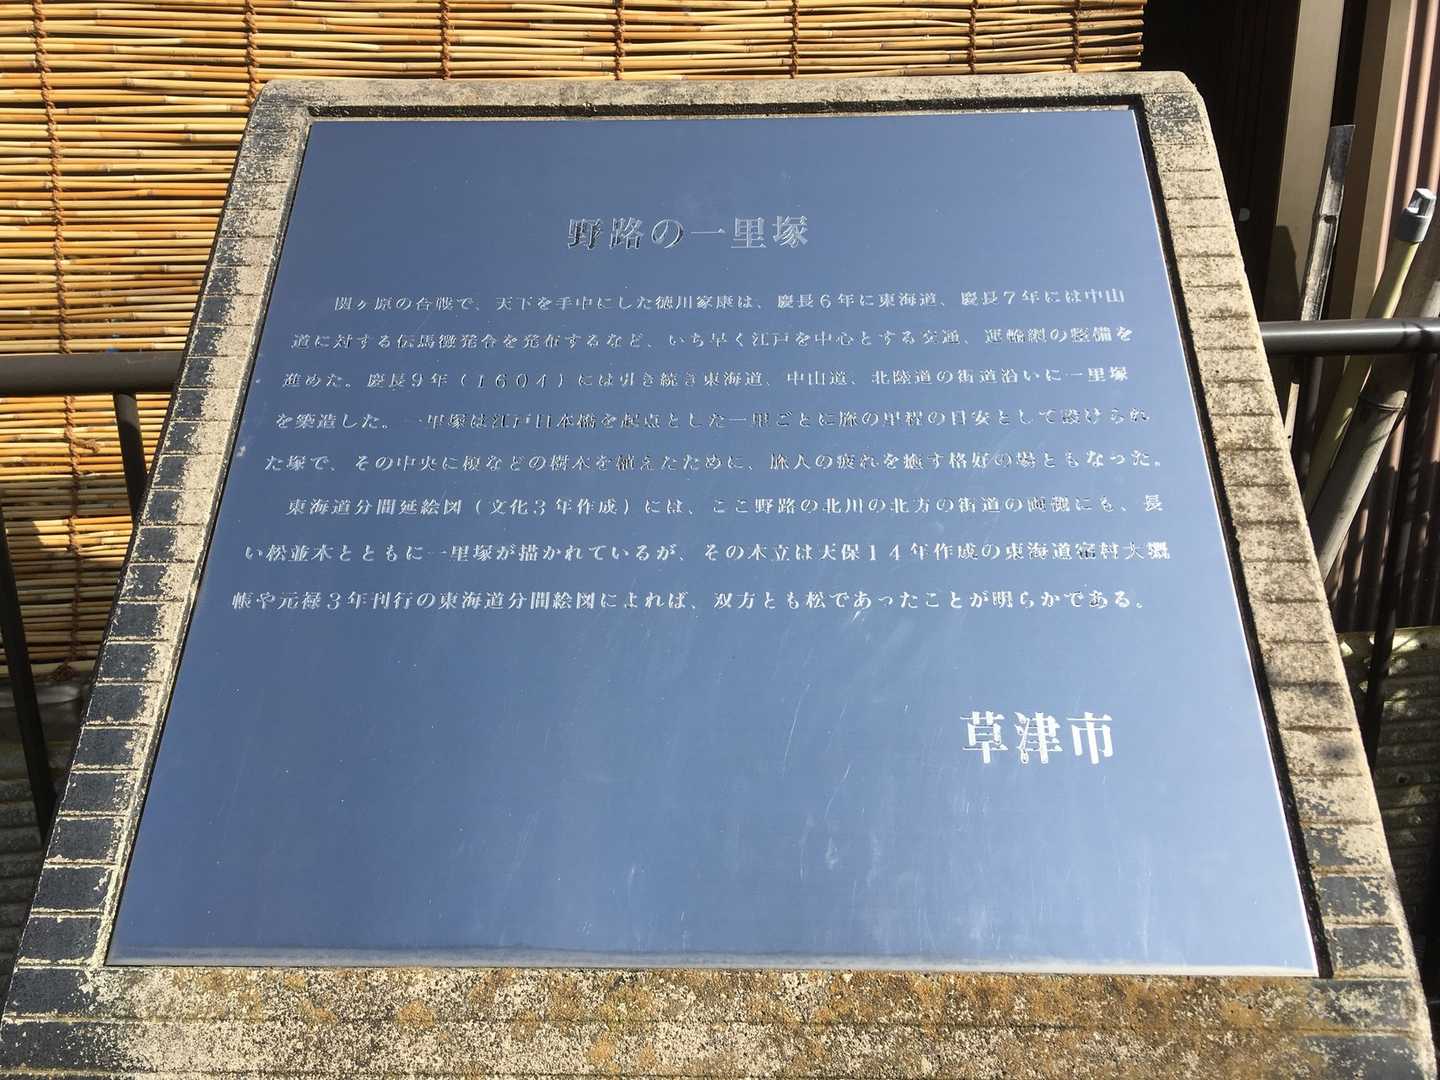 野路の一里塚
関ヶ原の合戦で、天下を手中にした徳川家康は、慶長6年に東海道、慶長7年には中山
道に対する伝馬徴発令を発布するなど、いち早く江戸を中心とする交通、運輸網の整備を
進めた。慶長9年(1604)には引き続き東海道、中山道、北陸道の街道沿いに一里塚
を築造した。一里塚は江戸日本橋を起点とした一里ごとに旅の里程の目安として設けられ
た塚で、その中央に榎などの樹木を植えたために、旅人の疲れを癒す格好の場ともなった。
東海道分間延絵図(文化3年作成)には、ここ野路の北川の北方の街道の両側にも、長
い松並木とともに一里塚が描かれているが、その木立は天保14年作成の東海道宿村大概
帳や元禄3年刊行の東海道分間絵図によれば、双方とも松であったことが明らかである。
草津市